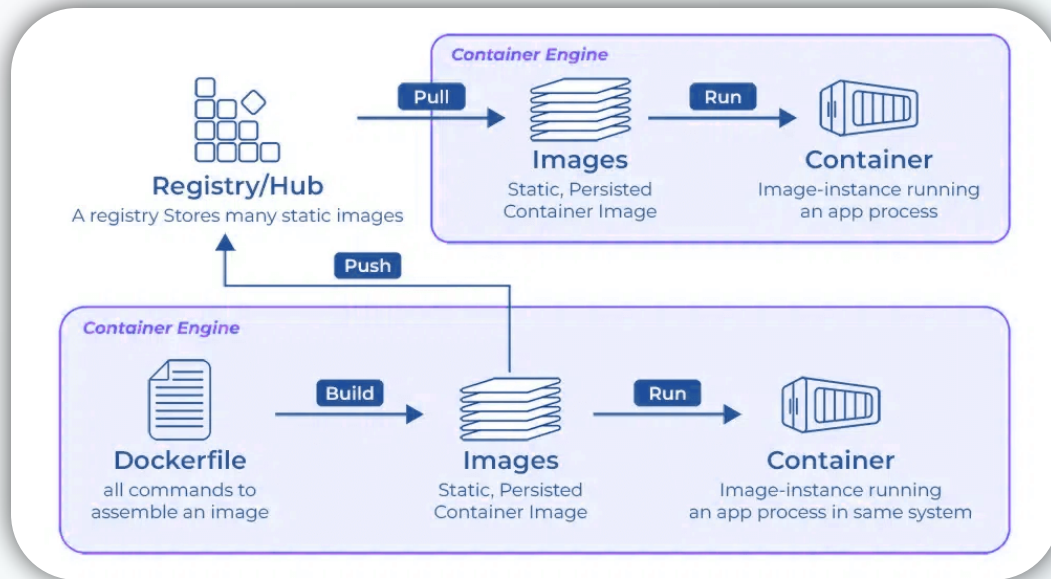 Container Engine
Pull
Run
Images
Static, Persisted
Container Image
Container
Image-instance running
an app process
Registry/Hub
A registry Stores many static images
Push
Container Engine
Build
Run
Dockerfile
all commands to
assemble an image
Images
Static, Persisted
Container Image
Container
Image-instance running
an app process in same system